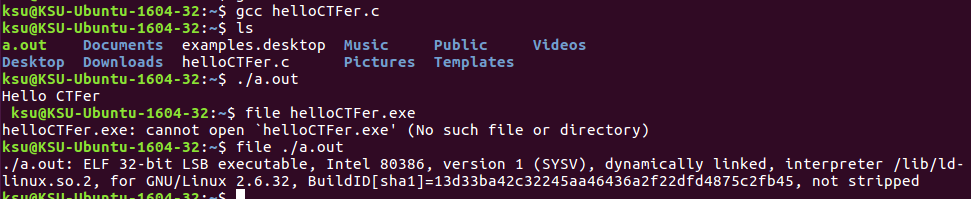 ksu@KSU-Ubuntu-1604-32:~$ gcc helloCTFer.c
ksu@KSU-Ubuntu-1604-32:~$ ls
a.out    Documents  examples.desktop  Music     Public     Videos
Desktop  Downloads  helloCTFer.c      Pictures  Templates
ksu@KSU-Ubuntu-1604-32:~$ ./a.out
Hello CTFer
 ksu@KSU-Ubuntu-1604-32:~$ file helloCTFer.exe
helloCTFer.exe: cannot open `helloCTFer.exe' (No such file or directory)
ksu@KSU-Ubuntu-1604-32:~$ file ./a.out
./a.out: ELF 32-bit LSB executable, Intel 80386, version 1 (SYSV), dynamically linked, interpreter /lib/ld-
linux.so.2, for GNU/Linux 2.6.32, BuildID[sha1]=13d33ba42c32245aa46436a2f22dfd4875c2fb45, not stripped
ksu@KSU-Ubuntu-1604-32:~$